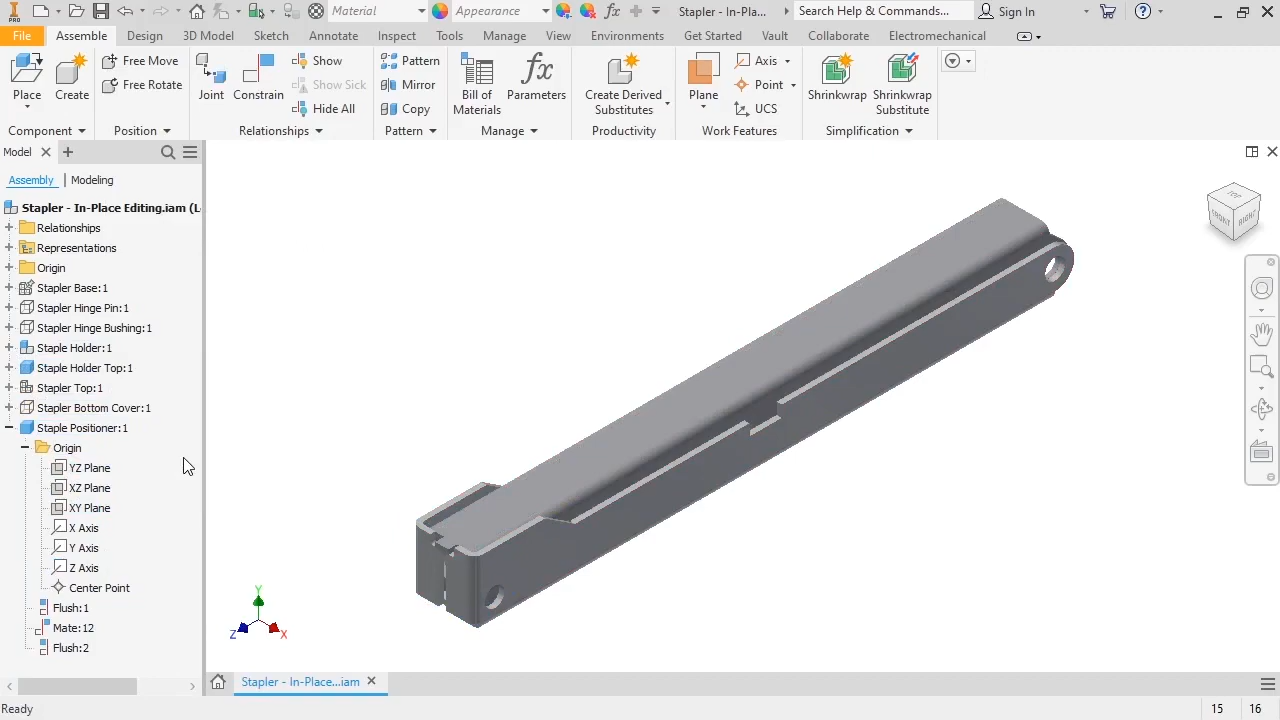 PRO
Material
Appearance
fx
Stapler - In-Pla...
Search Help & Commands...
Sign In
File
Assemble
Design
3D Model
Sketch
Annotate
Inspect
Tools
Manage
View
Environments
Get Started
Vault
Collaborate
Electromechanical
Place
Create
Free Move
Free Rotate
Joint
Constrain
Show
Show Sick
Hide All
Pattern
Mirror
Copy
Bill of
Materials
fx
Parameters
Create Derived
Substitutes
Plane
Axis
Point
UCS
Shrinkwrap
Shrinkwrap
Substitute
Component
Position
Relationships
Pattern
Manage
Productivity
Work Features
Simplification
Model
Assembly
Modeling
Stapler - In-Place Editing.iam (L
Relationships
Representations
Origin
Stapler Base:1
Stapler Hinge Pin:1
Stapler Hinge Bushing:1
Staple Holder:1
Staple Holder Top:1
Stapler Top:1
Stapler Bottom Cover:1
Staple Positioner:1
Origin
YZ Plane
XZ Plane
XY Plane
X Axis
Y Axis
Z Axis
Center Point
Flush:1
Mate:12
Flush:2
TOP
FRONT
RIGHT
Y
Z
X
Stapler - In-Place...iam
Ready
15
16